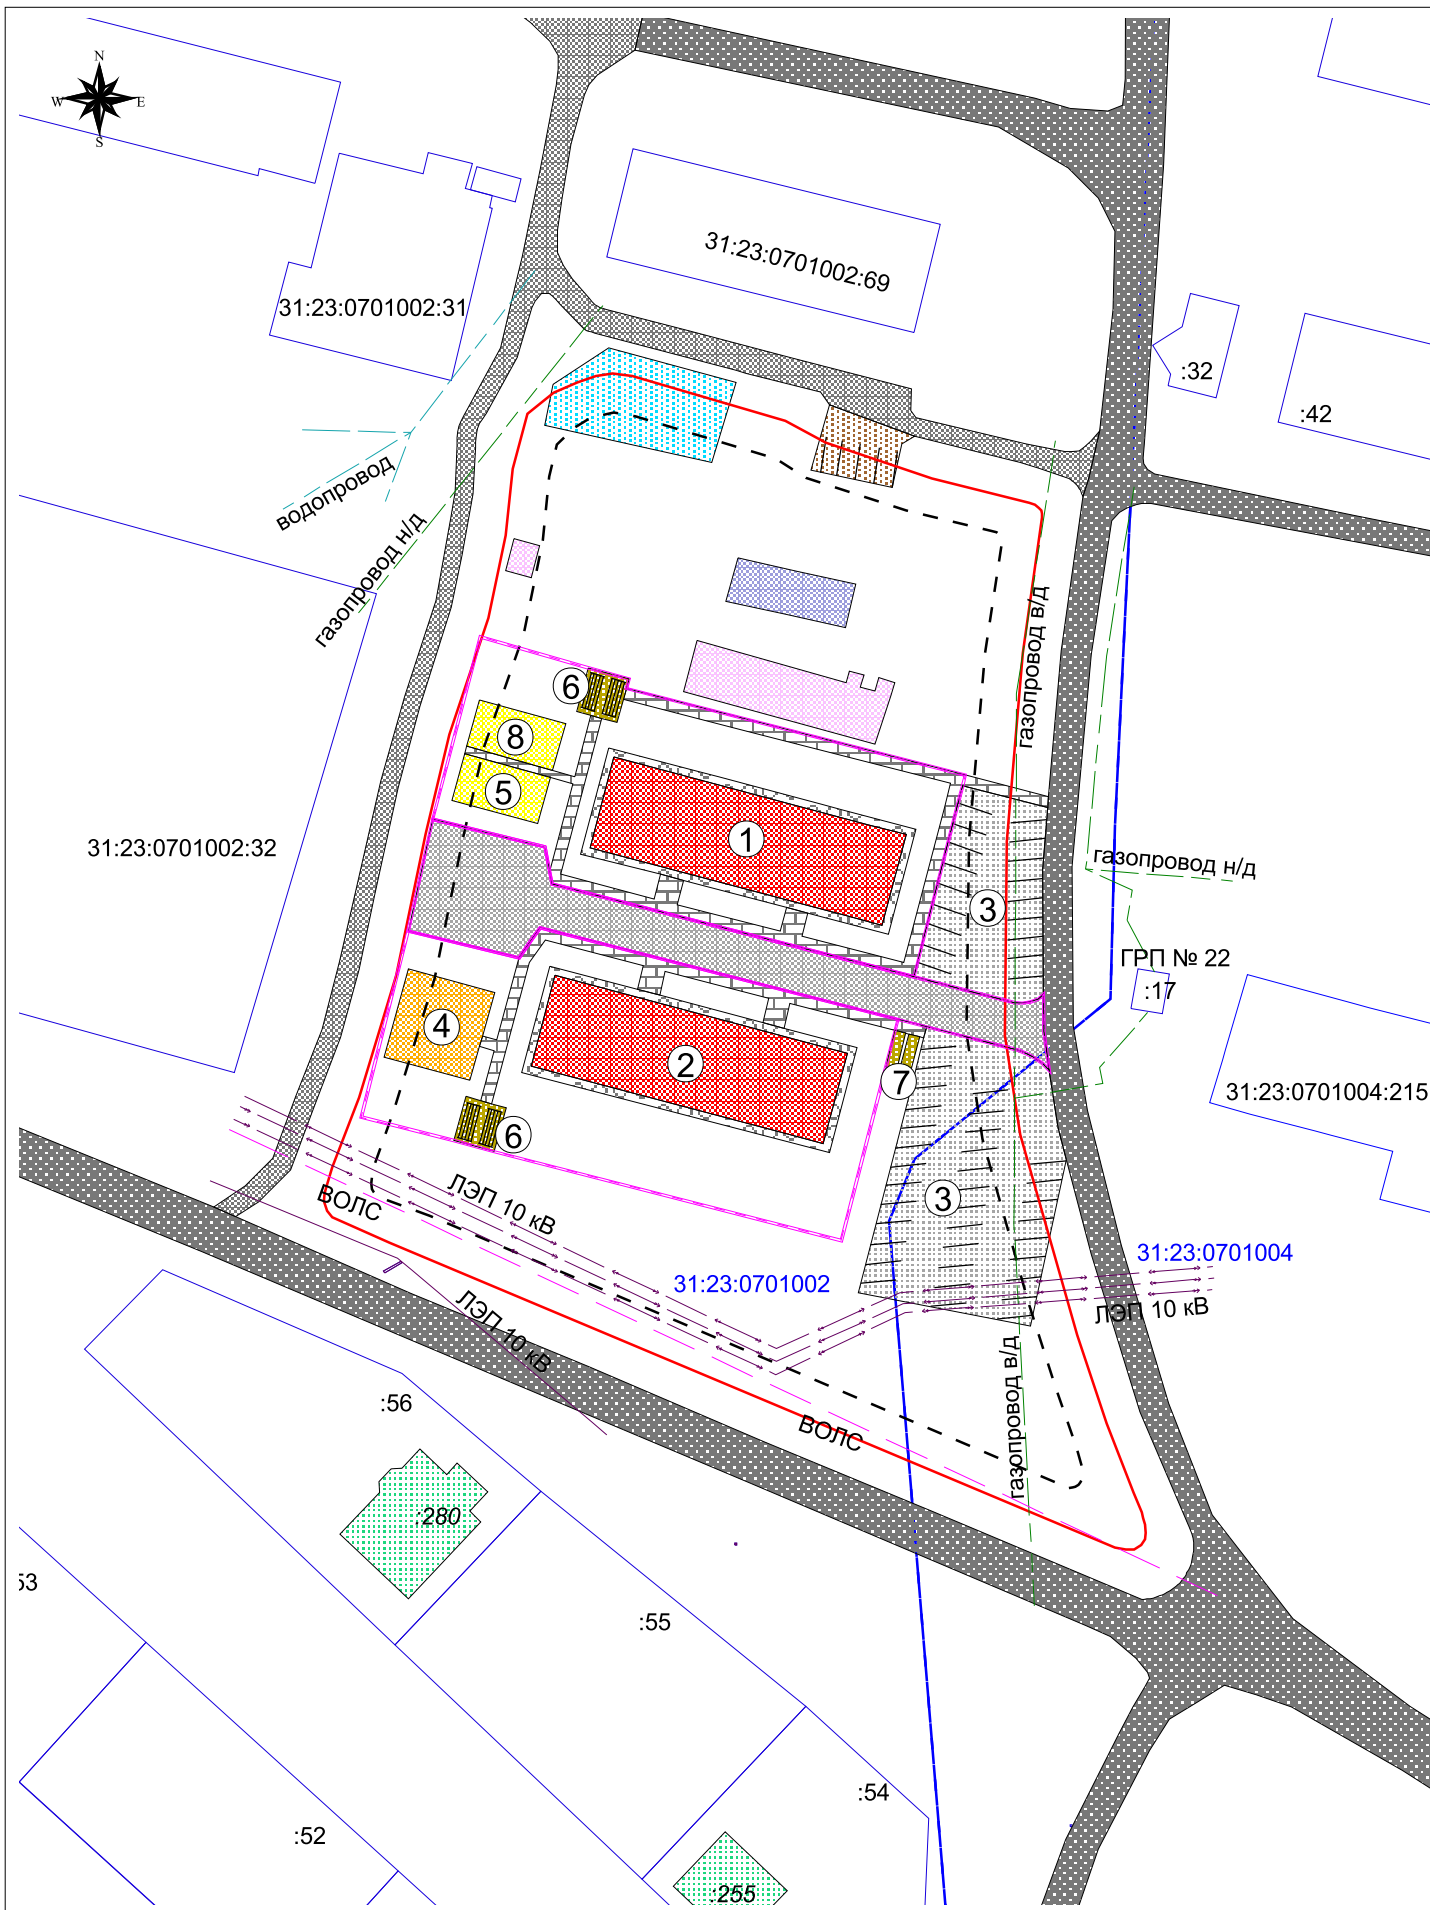 N
W E
S
31:23:0701002:69
31:23:0701002:31
:32
:42
водопровод
газопровод н/д
газопровод в/д
6
8
5
1
31:23:0701002:32
газопровод н/д
3
ГРП № 22
:17
4
2
7
31:23:0701004:215
6
ЛЭП 10 кВ
ВОЛС
3
31:23:0701004
31:23:0701002
ЛЭП 10 кВ
ЛЭП 10 кВ
газопровод в/д
:56
ВОЛС
:280
53
:55
:54
:52
:255